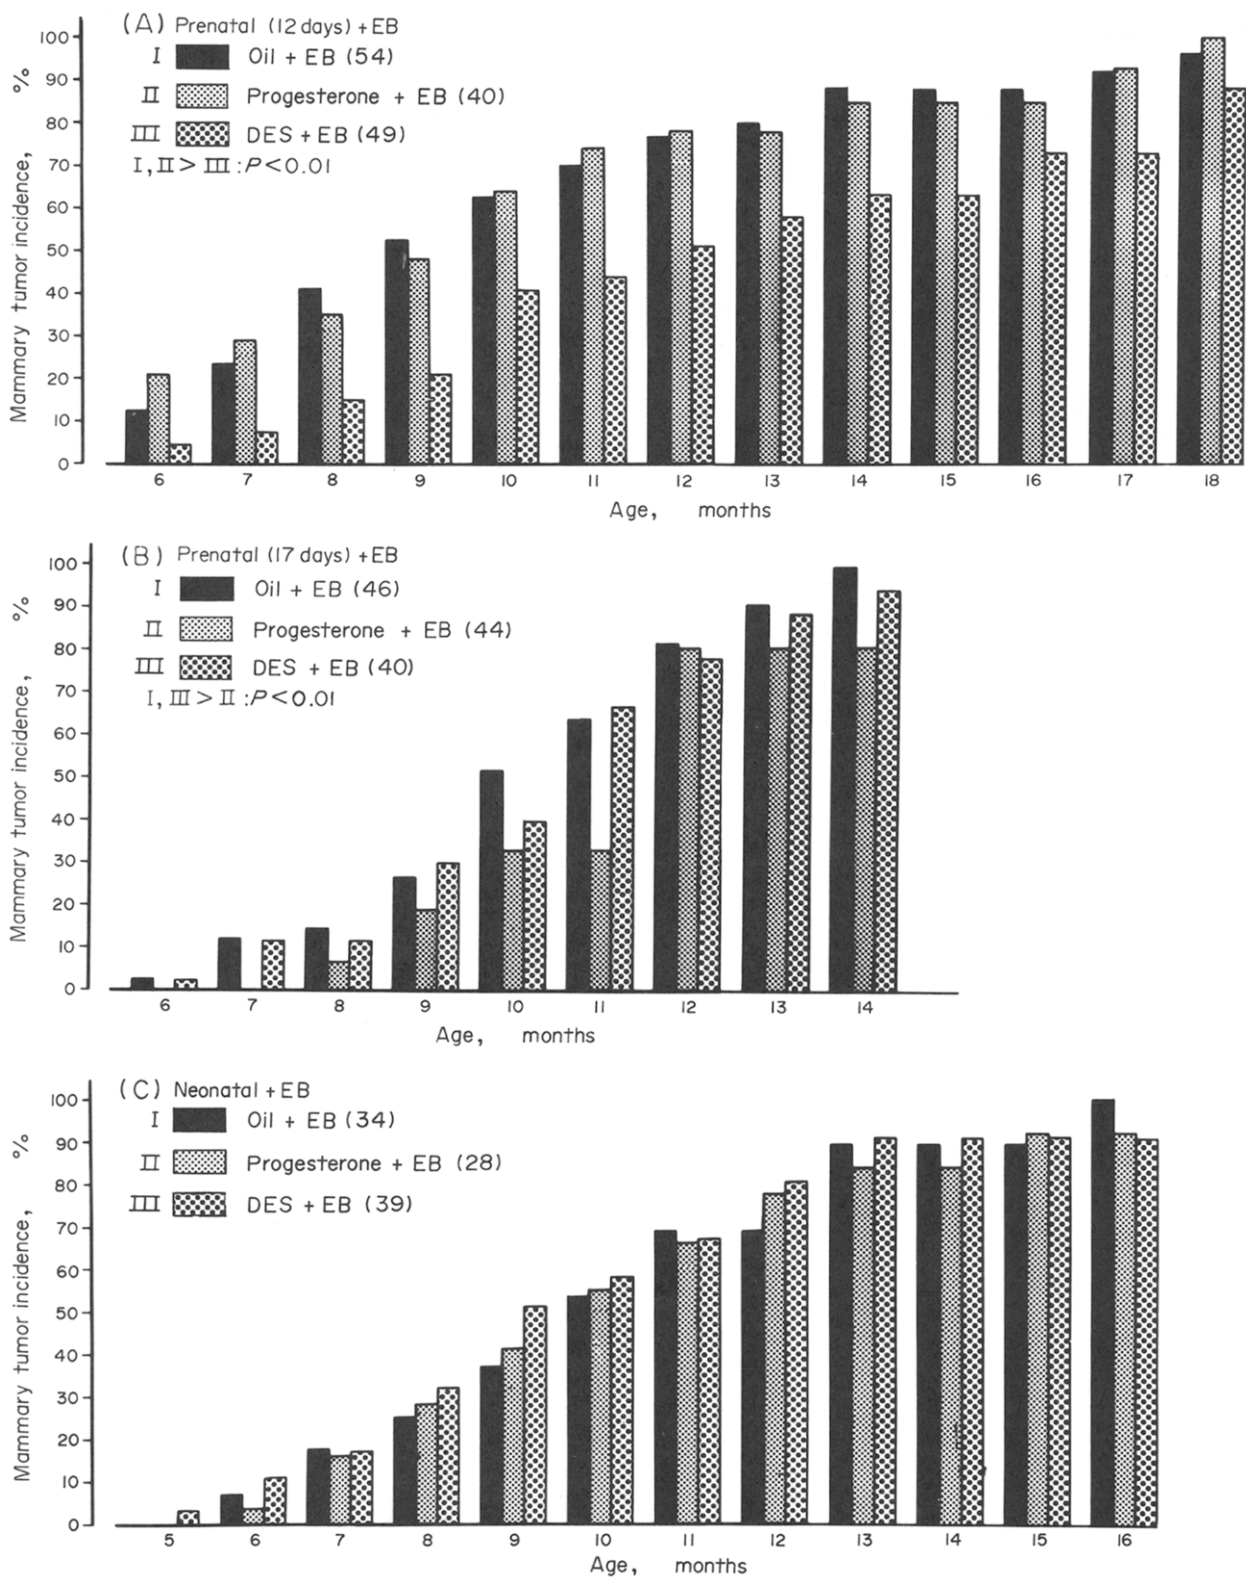 (A) Prenatal (12 days) + EB
I Oil + EB (54)
II Progesterone + EB (40)
III DES + EB (49)
I, II > III : P < 0.01
Mammary tumor incidence, %
100
90
80
70
60
50
40
30
20
10
0
6 7 8 9 10 11 12 13 14 15 16 17 18
Age, months
(B) Prenatal (17 days) + EB
I Oil + EB (46)
II Progesterone + EB (44)
III DES + EB (40)
I, III > II : P < 0.01
Mammary tumor incidence, %
100
90
80
70
60
50
40
30
20
10
0
6 7 8 9 10 11 12 13 14
Age, months
(C) Neonatal + EB
I Oil + EB (34)
II Progesterone + EB (28)
III DES + EB (39)
Mammary tumor incidence, %
100
90
80
70
60
50
40
30
20
10
0
5 6 7 8 9 10 11 12 13 14 15 16
Age, months